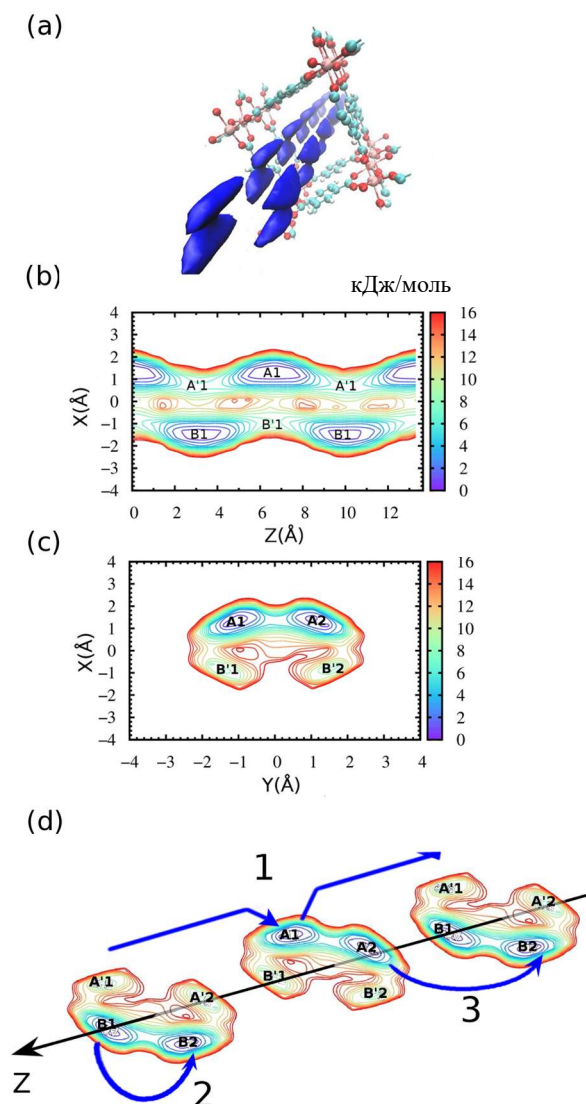 (a)
(b)
кДж/моль
4
3
2
1
0
−1
−2
−3
−4
X(Å)
A'1 A1 A'1
B1 B'1 B1
0 2 4 6 8 10 12
Z(Å)
16
14
12
10
8
6
4
2
0
(c)
4
3
2
1
0
−1
−2
−3
−4
X(Å)
A1 A2
B'1 B'2
−4 −3 −2 −1 0 1 2 3 4
Y(Å)
16
14
12
10
8
6
4
2
0
(d)
1
A'1 A'2
B1 B2
A1 A2
B'1 B'2
A'1 A'2
B1 B2
3
2
Z